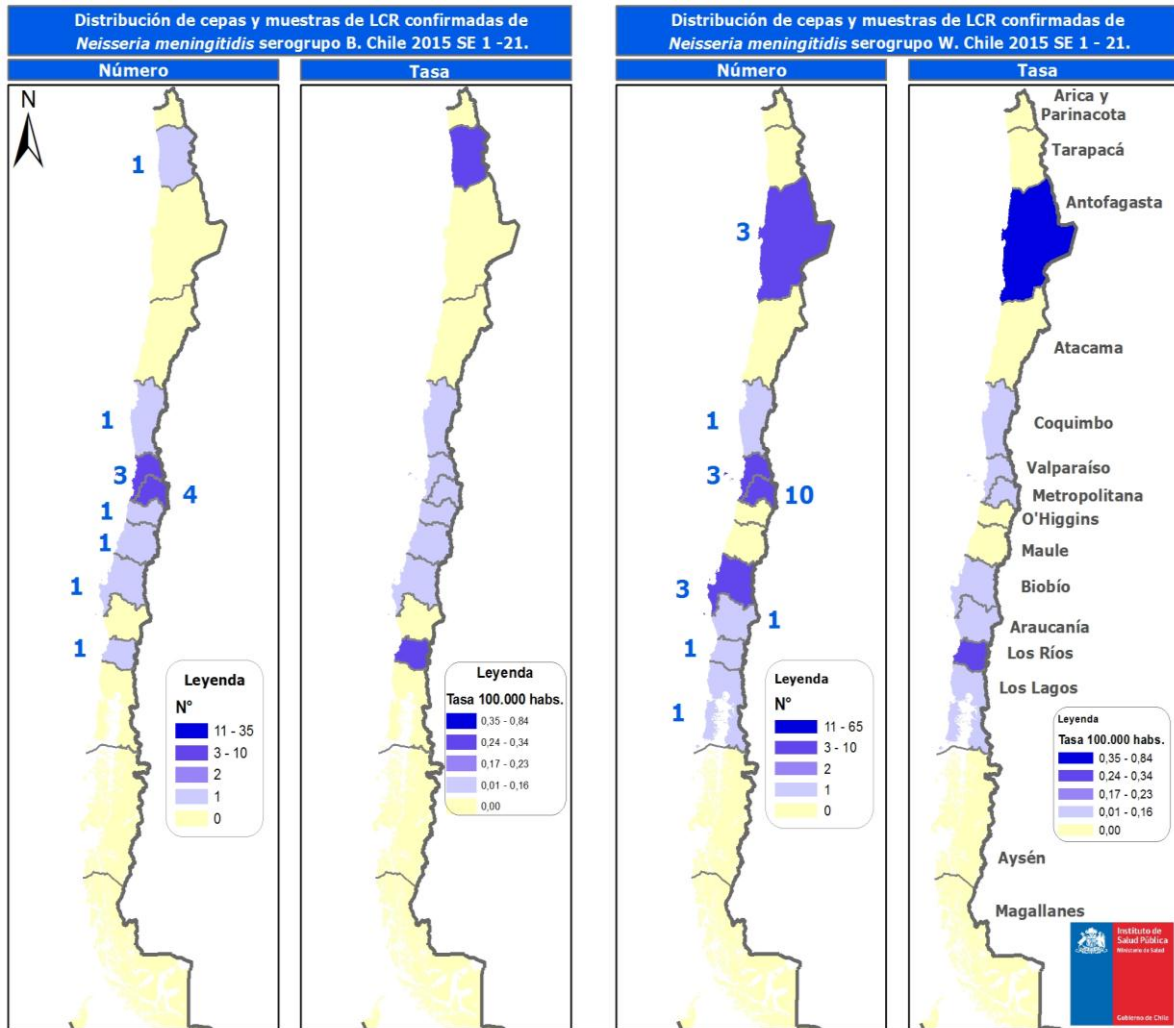 Distribución de cepas y muestras de LCR confirmadas de
Neisseria meningitidis serogrupo B. Chile 2015 SE 1 -21.
Número
Tasa
N
1
1
3
4
1
1
1
1
Leyenda
N°
11 - 35
3 - 10
2
1
0
Leyenda
Tasa 100.000 habs.
0,35 - 0,84
0,24 - 0,34
0,17 - 0,23
0,01 - 0,16
0,00
Distribución de cepas y muestras de LCR confirmadas de
Neisseria meningitidis serogrupo W. Chile 2015 SE 1 - 21.
Número
Tasa
3
1
3
10
3
1
1
1
Leyenda
N°
11 - 65
3 - 10
2
1
0
Arica y
Parinacota
Tarapacá
Antofagasta
Atacama
Coquimbo
Valparaíso
Metropolitana
O'Higgins
Maule
Biobío
Araucanía
Los Ríos
Los Lagos
Leyenda
Tasa 100.000 habs.
0,35 - 0,84
0,24 - 0,34
0,17 - 0,23
0,01 - 0,16
0,00
Aysén
Magallanes
Instituto de
Salud Pública
Ministerio de Salud
Gobierno de Chile